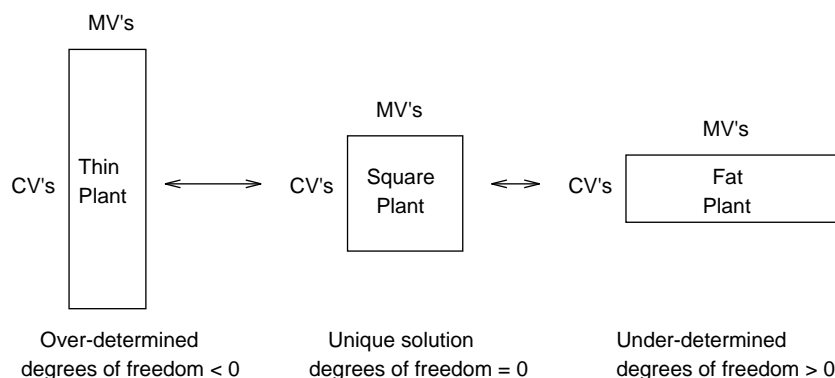 MV's
CV's
Thin
Plant
Over-determined
degrees of freedom < 0
MV's
CV's
Square
Plant
Unique solution
degrees of freedom = 0
MV's
CV's
Fat
Plant
Under-determined
degrees of freedom > 0